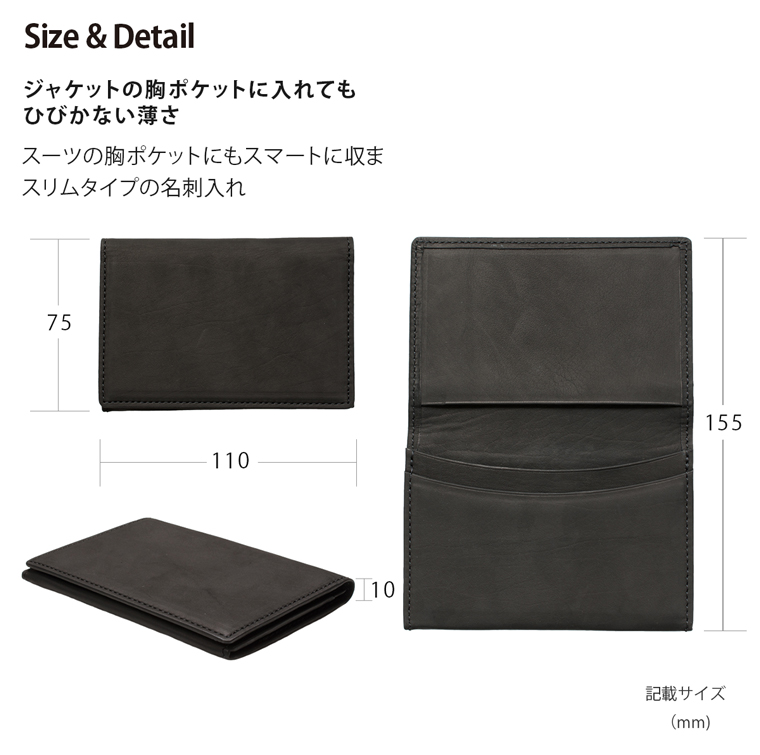 Size & Detail
ジャケットの胸ポケットに入れても
ひびかない薄さ
スーツの胸ポケットにもスマートに収ま
スリムタイプの名刺入れ
75
110
10
155
記載サイズ
（mm)